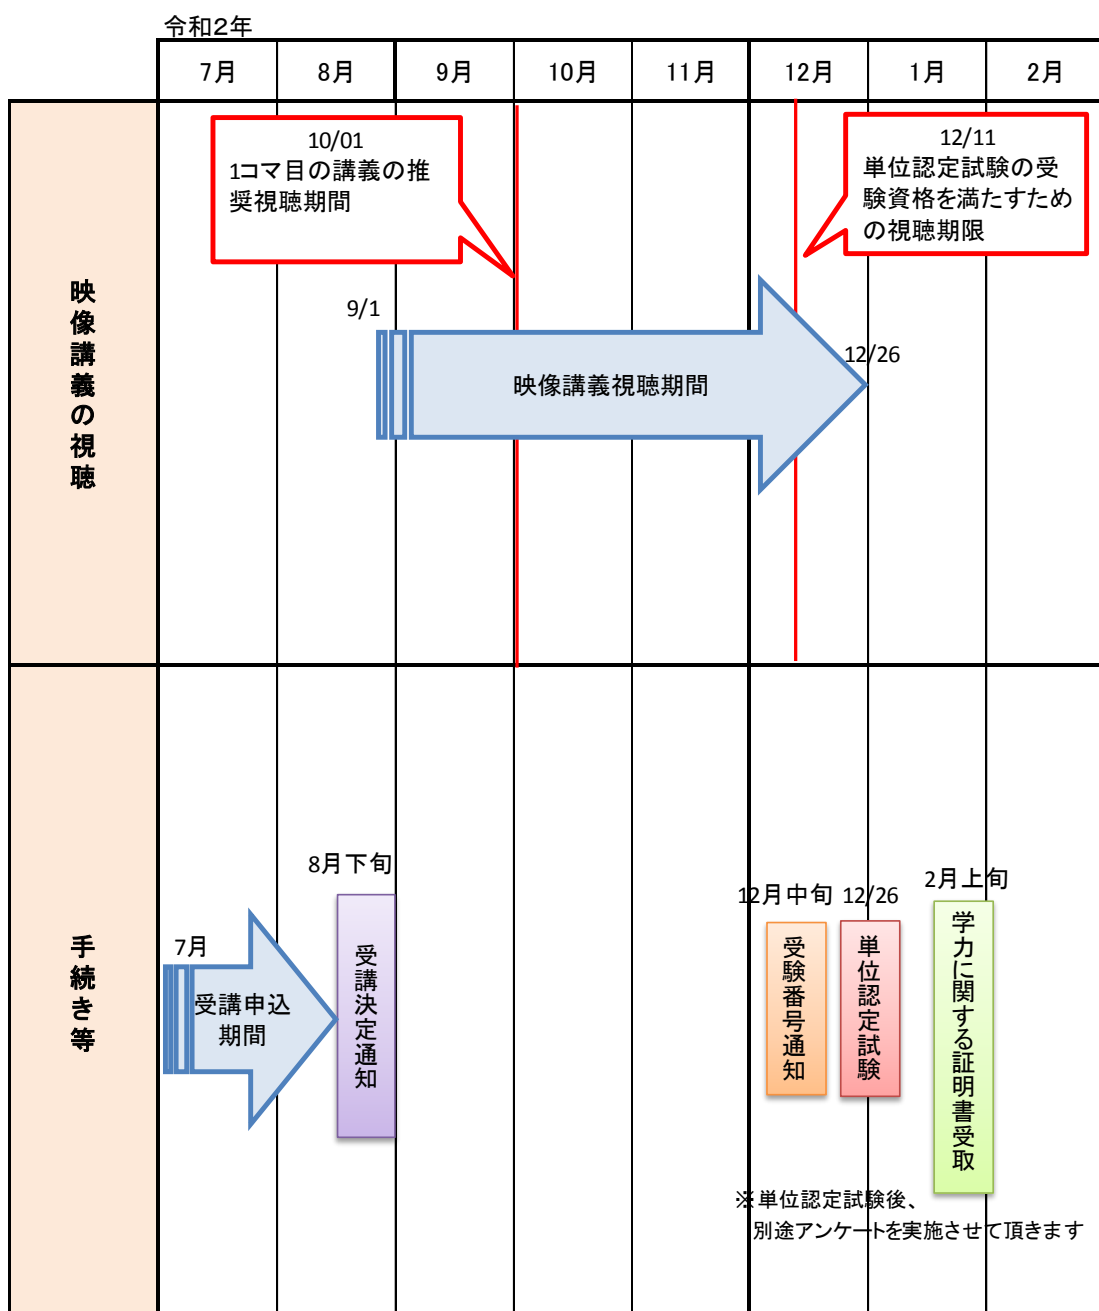 令和2年
7月
8月
9月
10月
11月
12月
1月
2月
映像講義の視聴
10/01
1コマ目の講義の推
奨視聴期間
12/11
単位認定試験の受
験資格を満たすため
の視聴期限
9/1
映像講義視聴期間
12/26
手続き等
7月
受講申込
期間
8月下旬
受講決定通知
12月中旬
受験番号通知
12/26
単位認定試験
2月上旬
学力に関する証明書受取
※単位認定試験後、
別途アンケートを実施させて頂きます